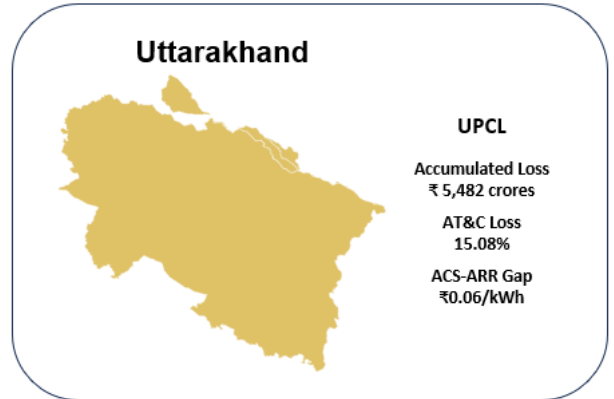 Uttarakhand
UPCL
Accumulated Loss
₹ 5,482 crores
AT&C Loss
15.08%
ACS-ARR Gap
₹0.06/kWh